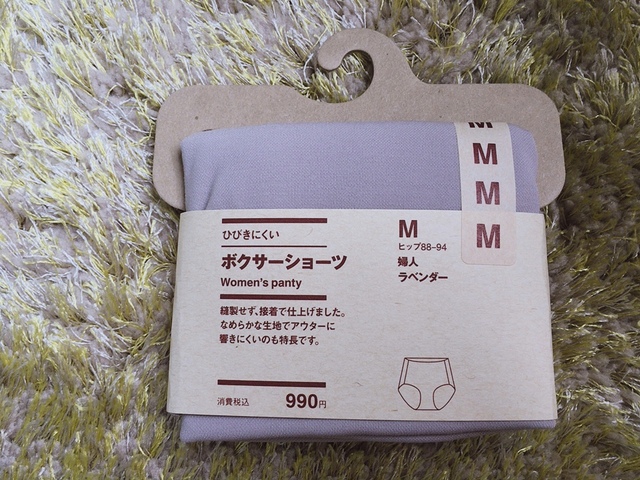 M
M
M
M
ひびきにくい
ボクサーショーツ
Women's panty
縫製せず、接着で仕上げました。
なめらかな生地でアウターに
響きにくいのも特長です。
消費税込 990円
M
ヒップ88-94
婦人
ラベンダー